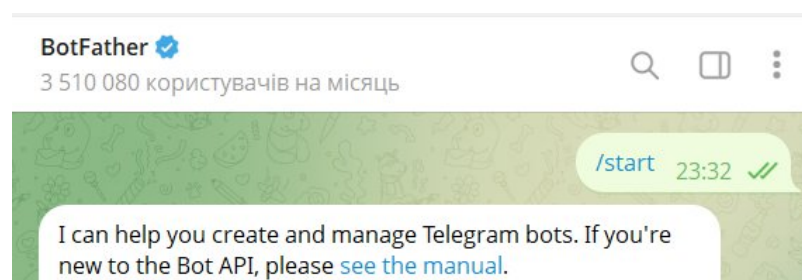 BotFather
3 510 080 користувачів на місяць
/start 23:32
I can help you create and manage Telegram bots. If you're
new to the Bot API, please see the manual.